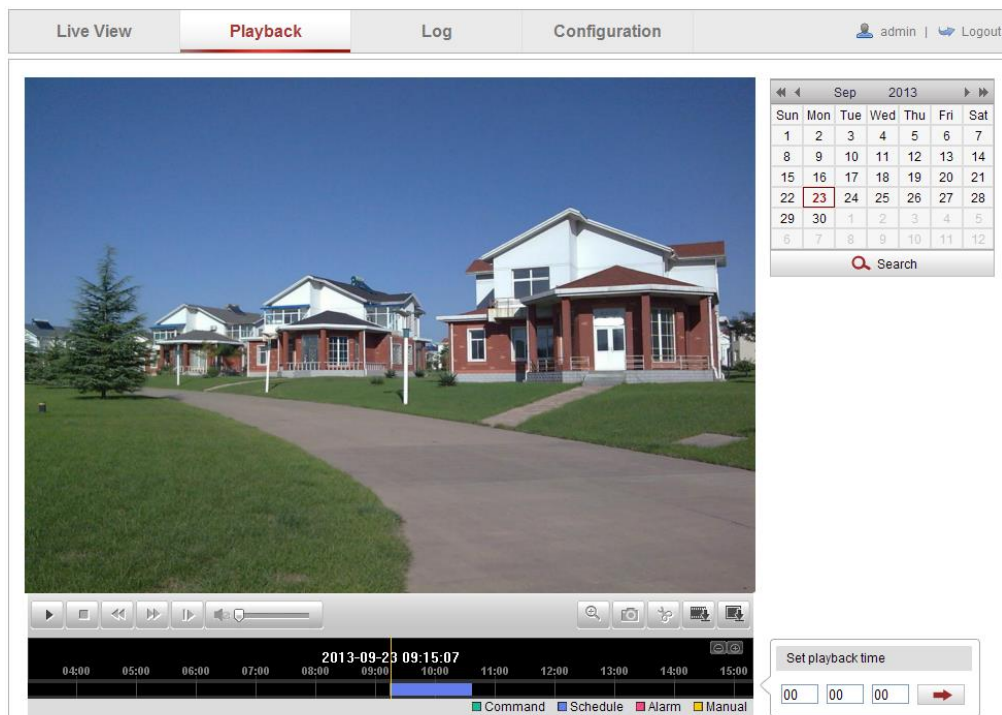 Live View Playback Log Configuration admin | Logout
Sep 2013
Sun Mon Tue Wed Thu Fri Sat
1 2 3 4 5 6 7
8 9 10 11 12 13 14
15 16 17 18 19 20 21
22 23 24 25 26 27 28
29 30 1 2 3 4 5
6 7 8 9 10 11 12
Search
2013-09-23 09:15:07
04:00 05:00 06:00 07:00 08:00 09:00 10:00 11:00 12:00 13:00 14:00 15:00
Command Schedule Alarm Manual
Set playback time
00 00 00